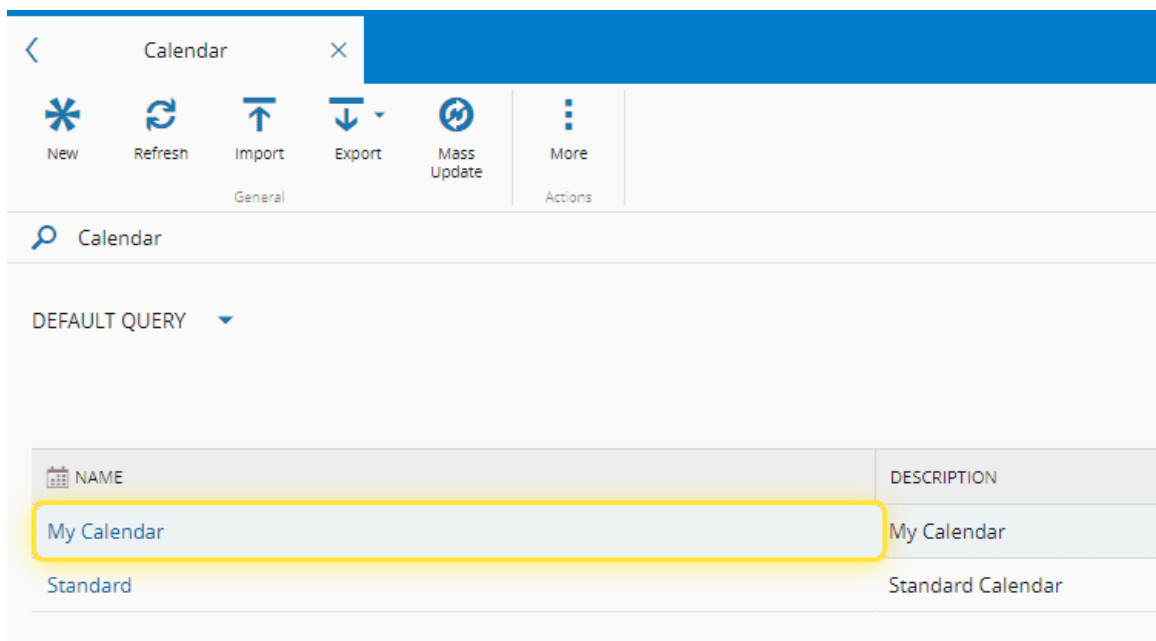 Calendar
New
Refresh
Import
Export
Mass
Update
More
General
Actions
Calendar
DEFAULT QUERY
NAME
DESCRIPTION
My Calendar
My Calendar
Standard
Standard Calendar